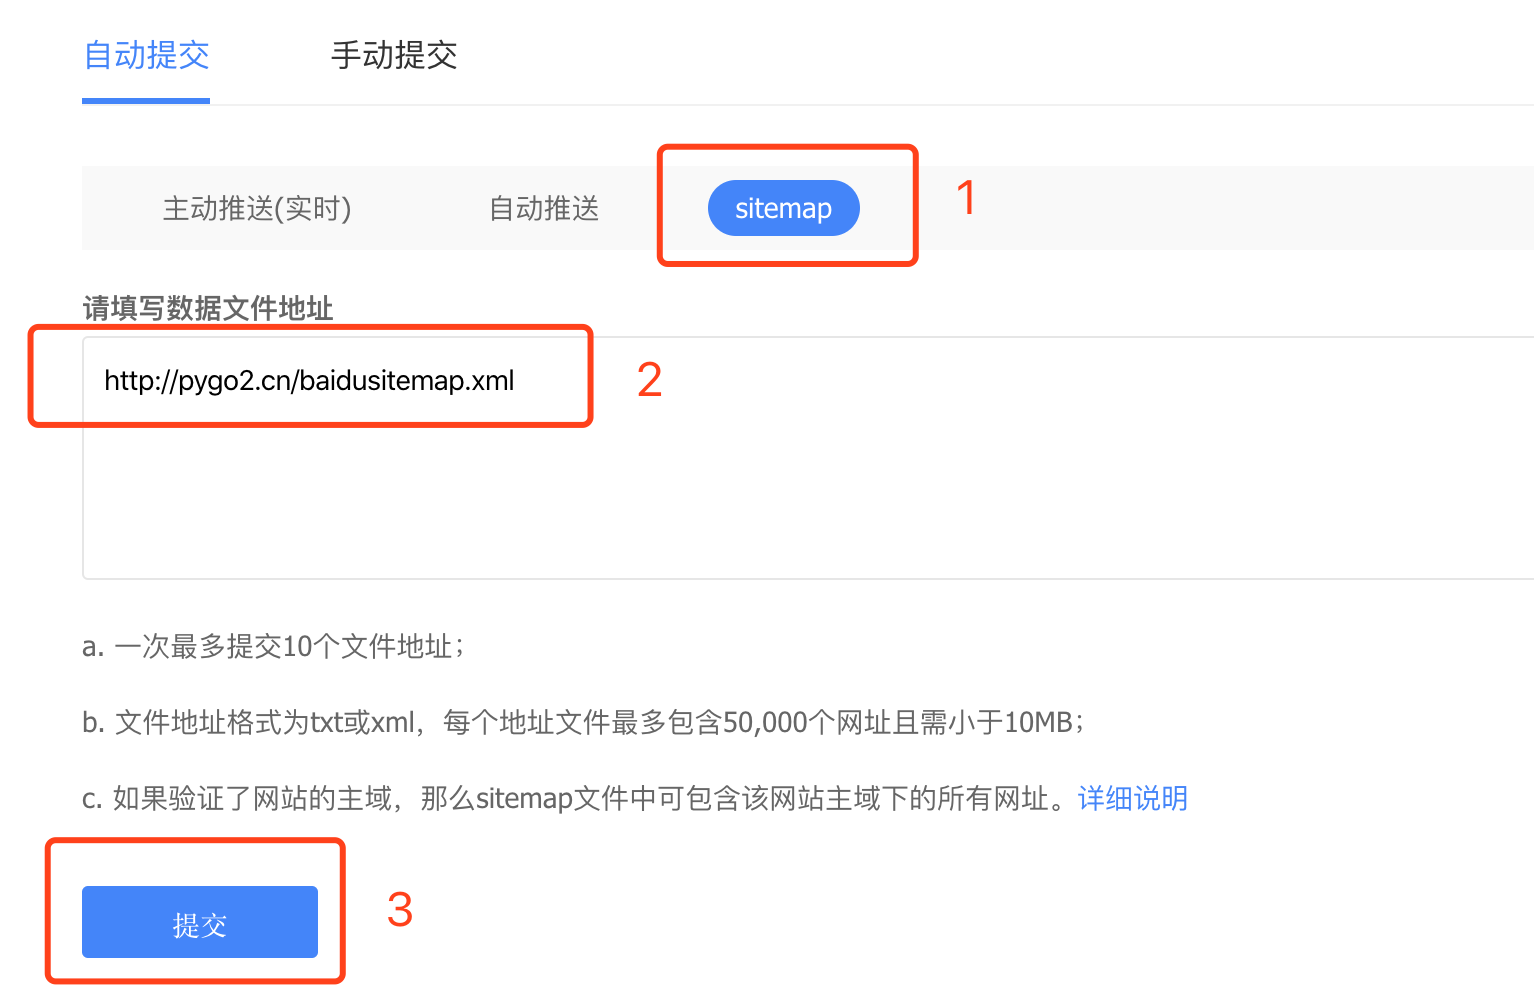 自动提交 手动提交
主动推送(实时) 自动推送 sitemap 1
请填写数据文件地址
http://pygo2.cn/baidusitemap.xml 2
a. 一次最多提交10个文件地址；
b. 文件地址格式为txt或xml，每个地址文件最多包含50,000个网址且需小于10MB；
c. 如果验证了网站的主域，那么sitemap文件中可包含该网站主域下的所有网址。详细说明
提交 3